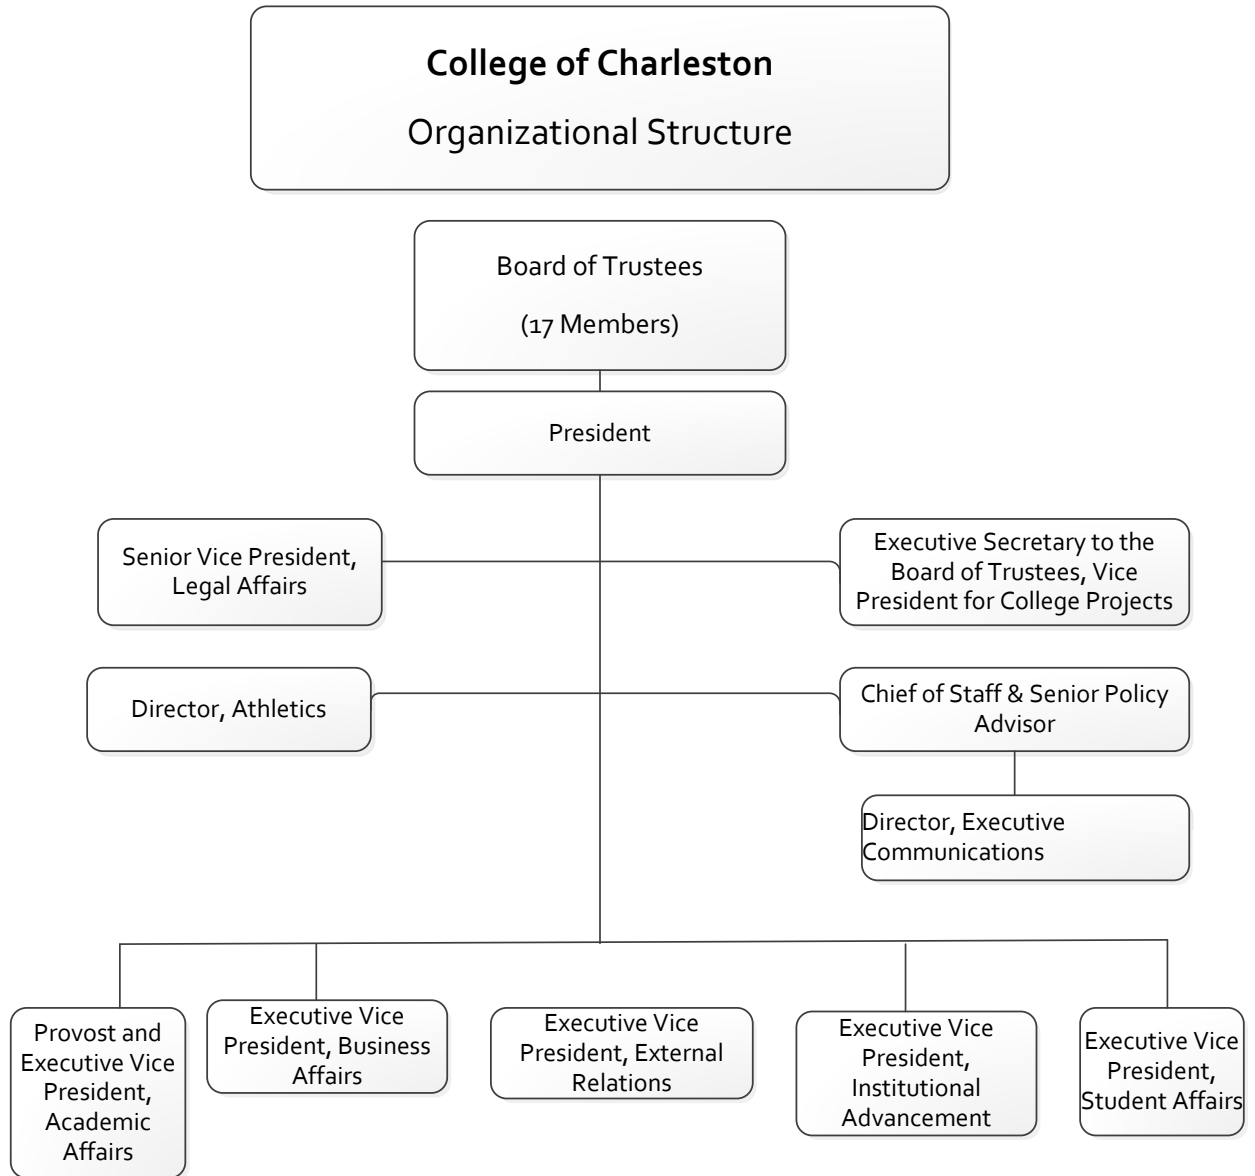 College of Charleston
Organizational Structure
Board of Trustees
(17 Members)
President
Senior Vice President,
Legal Affairs
Executive Secretary to the
Board of Trustees, Vice
President for College Projects
Director, Athletics
Chief of Staff & Senior Policy
Advisor
Director, Executive
Communications
Provost and
Executive Vice
President,
Academic
Affairs
Executive Vice
President, Business
Affairs
Executive Vice
President, External
Relations
Executive Vice
President,
Institutional
Advancement
Executive Vice
President,
Student Affairs